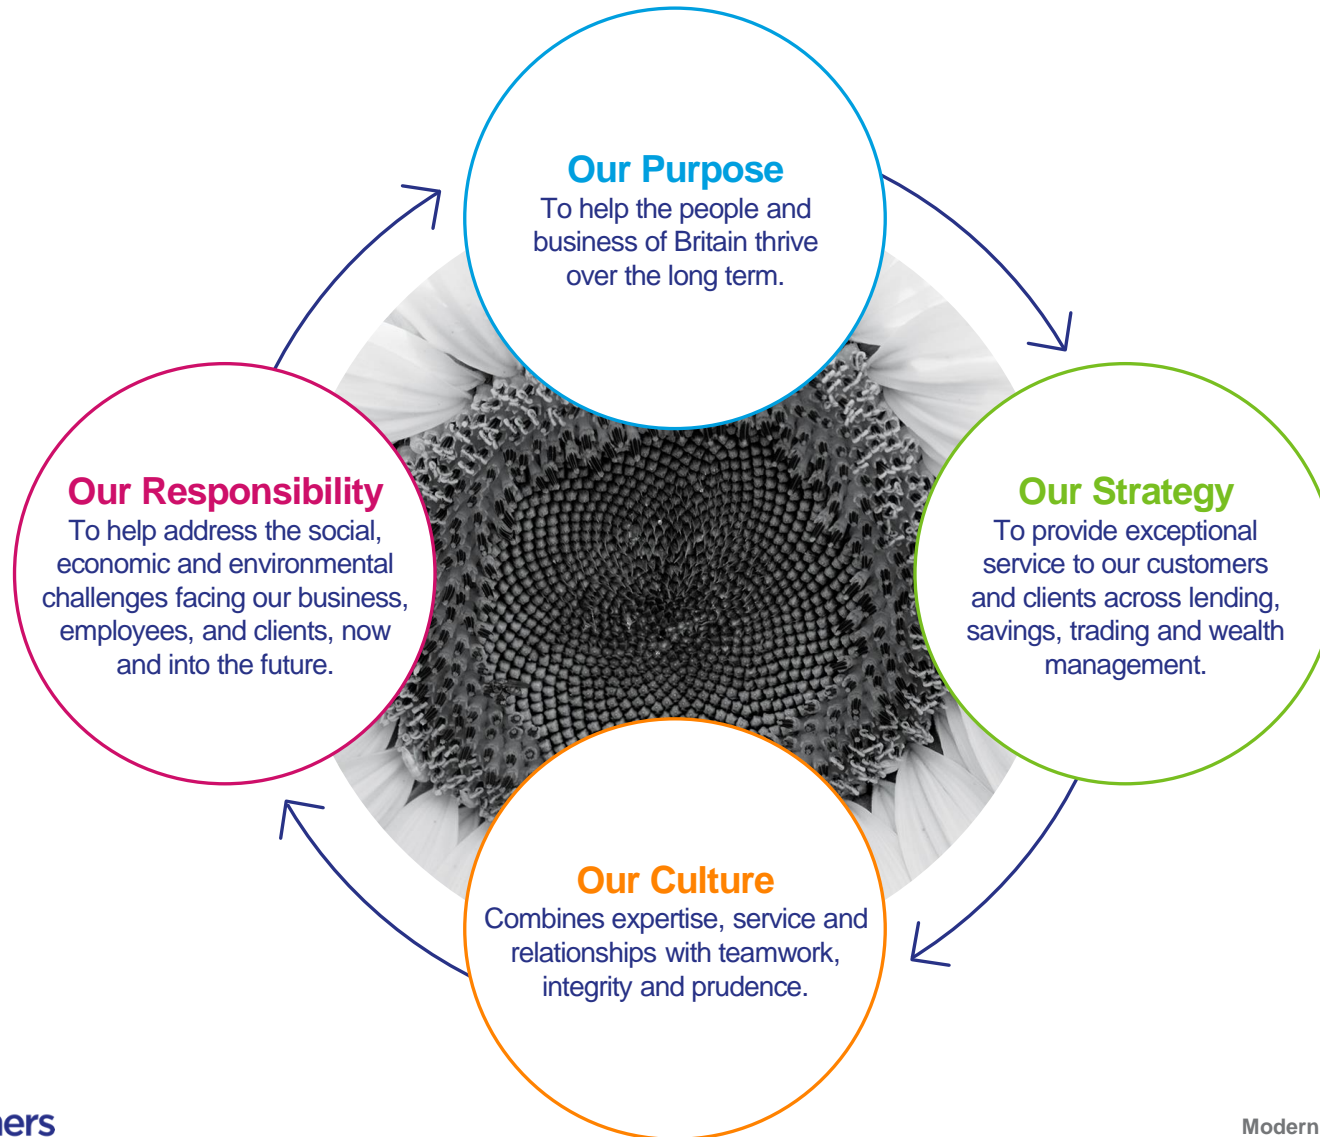 Our Purpose
To help the people and
business of Britain thrive
over the long term.
Our Responsibility
To help address the social,
economic and environmental
challenges facing our business,
employees, and clients, now
and into the future.
Our Strategy
To provide exceptional
service to our customers
and clients across lending,
savings, trading and wealth
management.
Our Culture
Combines expertise, service and
relationships with teamwork,
integrity and prudence.
Modern